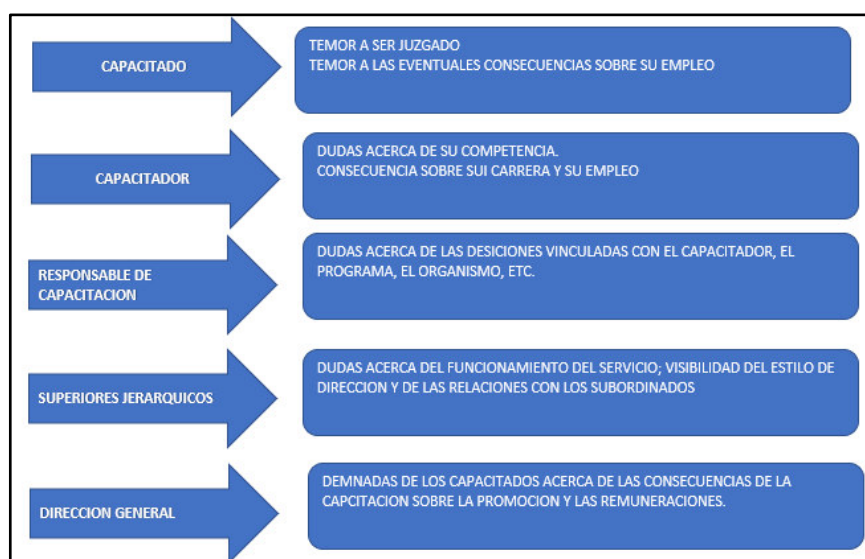 CAPACITADO
TEMOR A SER JUZGADO
TEMOR A LAS EVENTUALES CONSECUENCIAS SOBRE SU EMPLEO
CAPACITADOR
DUDAS ACERCA DE SU COMPETENCIA.
CONSECUENCIA SOBRE SUI CARRERA Y SU EMPLEO
RESPONSABLE DE
CAPACITACION
DUDAS ACERCA DE LAS DESICIONES VINCULADAS CON EL CAPACITADOR, EL
PROGRAMA, EL ORGANISMO, ETC.
SUPERIORES JERARQUICOS
DUDAS ACERCA DEL FUNCIONAMIENTO DEL SERVICIO; VISIBILIDAD DEL ESTILO DE
DIRECCION Y DE LAS RELACIONES CON LOS SUBORDINADOS
DIRECCION GENERAL
DEMNADAS DE LOS CAPACITADOS ACERCA DE LAS CONSECUENCIAS DE LA
CAPCITACION SOBRE LA PROMOCION Y LAS REMUNERACIONES.